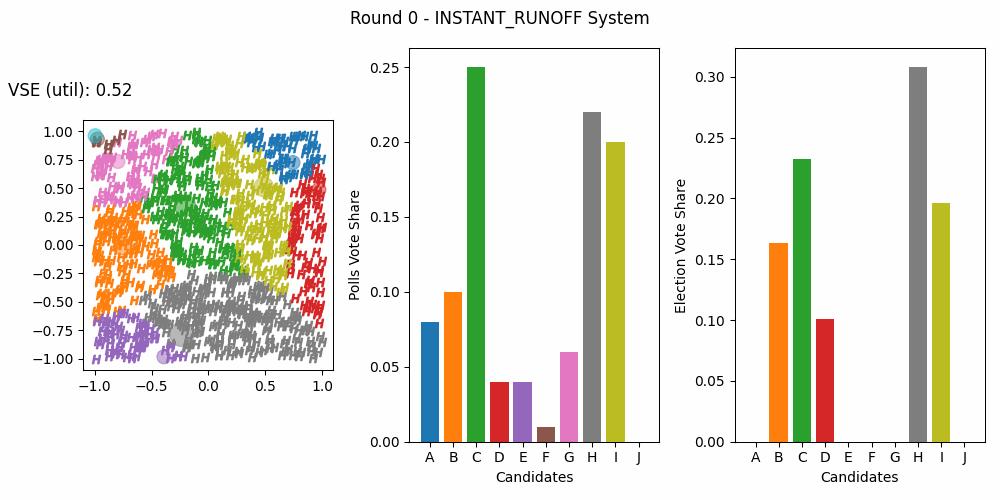 Round 0 - INSTANT_RUNOFF System
VSE (util): 0.52
1.00
0.75
0.50
0.25
0.00
−0.25
−0.50
−0.75
−1.00
−1.0 −0.5 0.0 0.5 1.0
Polls Vote Share
0.25
0.20
0.15
0.10
0.05
0.00
A B C D E F G H I J
Candidates
Election Vote Share
0.30
0.25
0.20
0.15
0.10
0.05
0.00
A B C D E F G H I J
Candidates